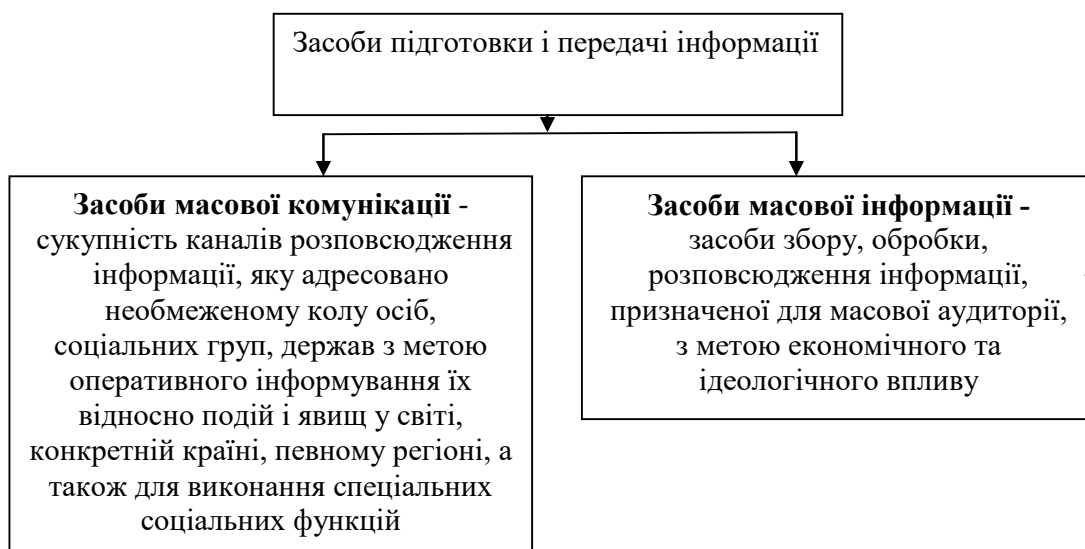 Засоби підготовки і передачі інформації
Засоби масової комунікації -
сукупність каналів розповсюдження
інформації, яку адресовано
необмеженому колу осіб,
соціальних груп, держав з метою
оперативного інформування їх
відносно подій і явищ у світі,
конкретній країні, певному регіоні, а
також для виконання спеціальних
соціальних функцій
Засоби масової інформації -
засоби збору, обробки,
розповсюдження інформації,
призначеної для масової аудиторії,
з метою економічного та
ідеологічного впливу